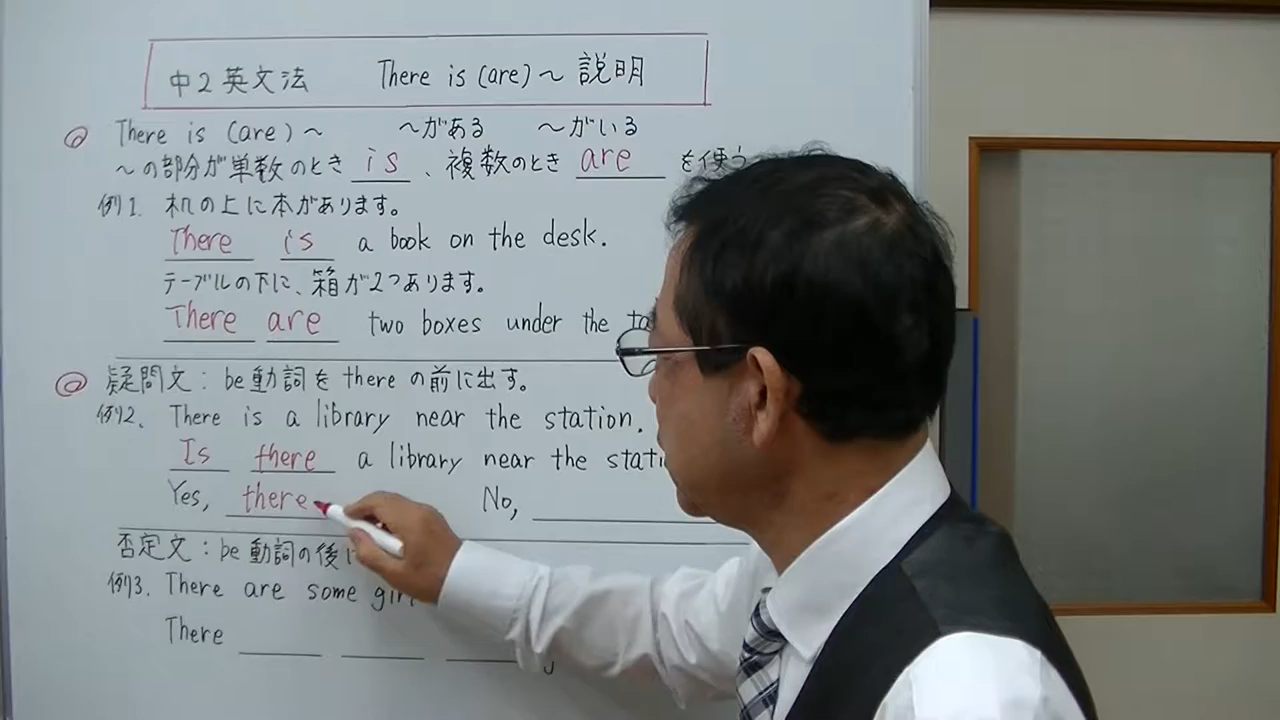 中2英文法 There is (are) ~ 説明
◎ There is (are) ~ ~がある ~がいる
~の部分が単数のとき is 、複数のとき are を使う
例1. 机の上に本があります。
There is a book on the desk.
テーブルの下に、箱が2つあります。
There are two boxes under the
◎ 疑問文:be動詞をthereの前に出す。
例2. There is a library near the station.
Is there a library near the
Yes, there No,
否定文:be動詞の後
例3. There are some
There